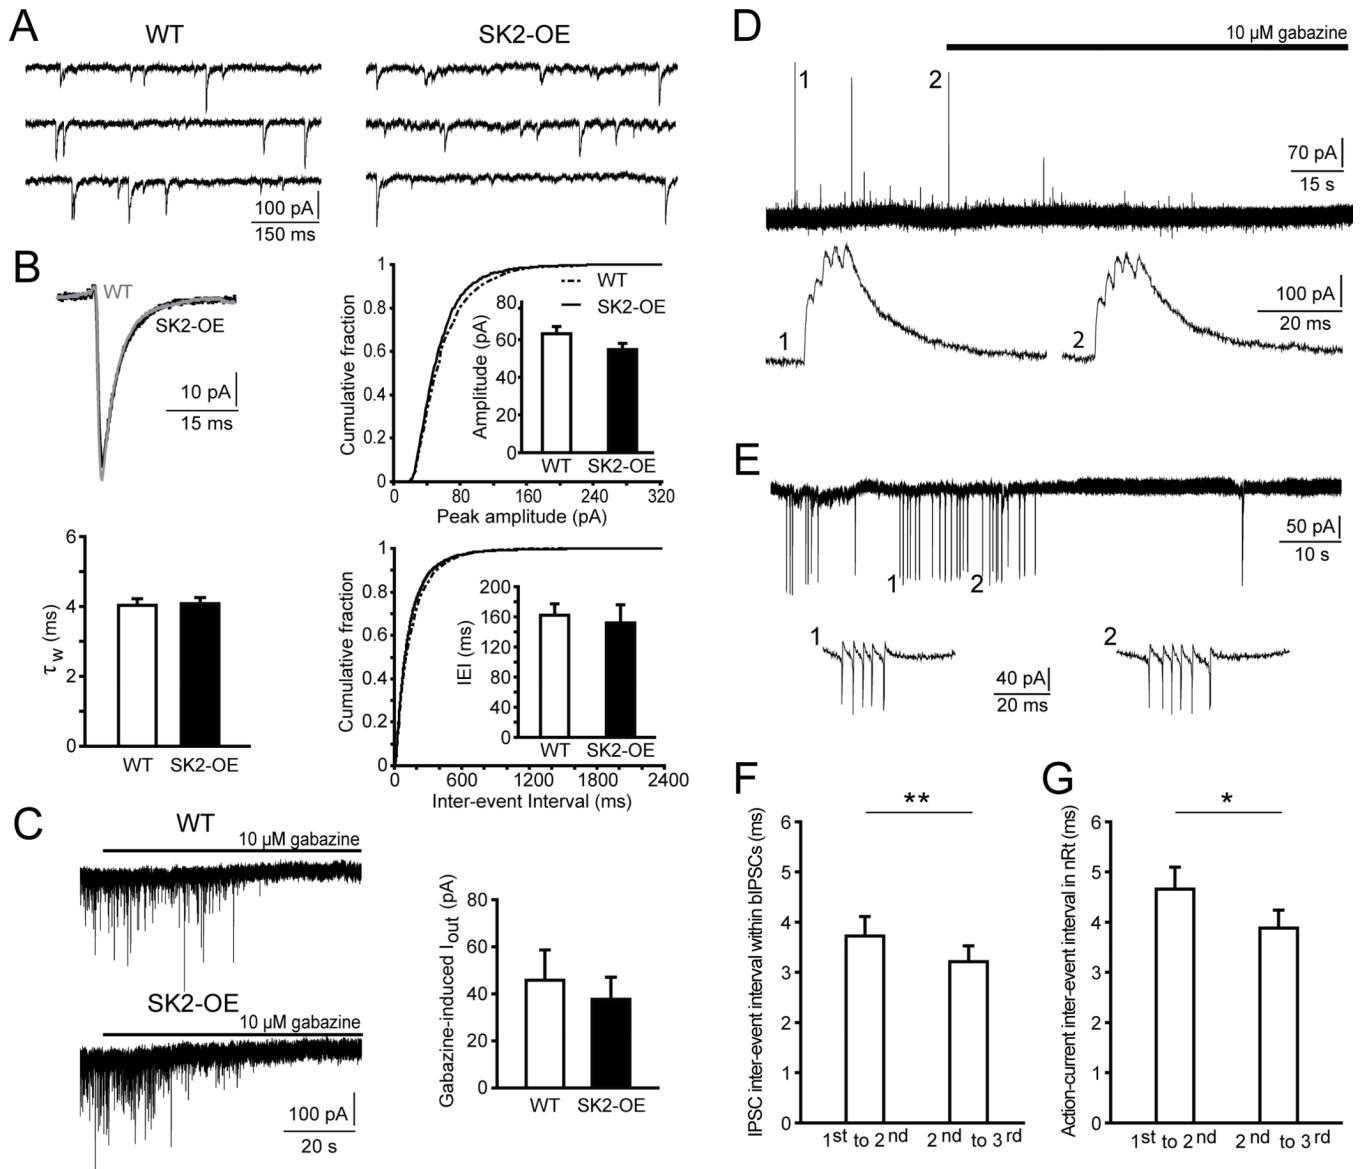 A
WT
SK2-OE
100 pA
150 ms
B
WT
SK2-OE
10 pA
15 ms
Cumulative fraction
1
0.8
0.6
0.4
0.2
0
0
80
160
240
320
Peak amplitude (pA)
WT
SK2-OE
Amplitude (pA)
80
60
40
20
0
WT
SK2-OE
τw (ms)
6
4
2
0
WT
SK2-OE
Cumulative fraction
1
0.8
0.6
0.4
0.2
0
0
600
1200
1800
2400
Inter-event Interval (ms)
IEI (ms)
200
160
120
80
40
0
WT
SK2-OE
C
WT
10 µM gabazine
SK2-OE
10 µM gabazine
100 pA
20 s
Gabazine-induced Iout (pA)
80
60
40
20
0
WT
SK2-OE
D
10 µM gabazine
1
2
70 pA
15 s
1
2
100 pA
20 ms
E
50 pA
10 s
1
2
1
2
40 pA
20 ms
F
**
IPSC inter-event interval within bIPSCs (ms)
6
5
4
3
2
1
0
1st to 2nd
2nd to 3rd
G
*
Action-current inter-event interval in nRt (ms)
6
5
4
3
2
1
0
1st to 2nd
2nd to 3rd